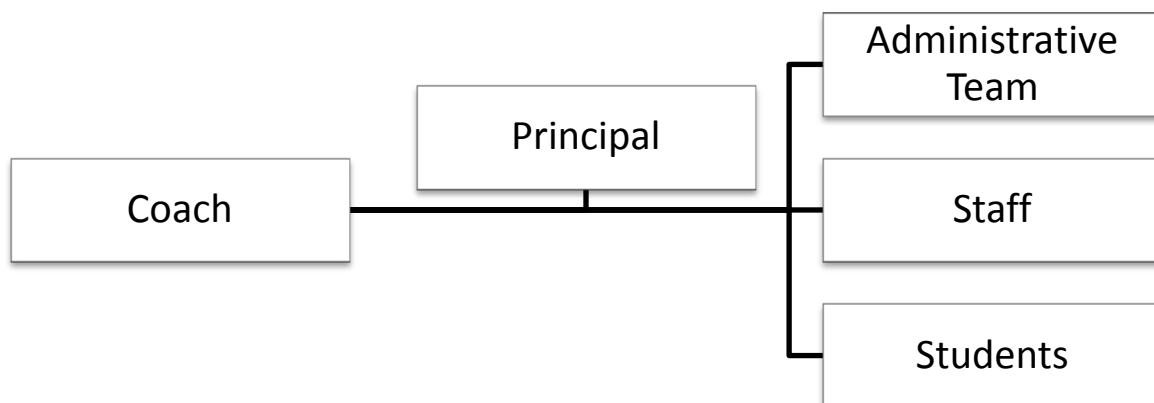 Administrative
Team
Principal
Coach
Staff
Students